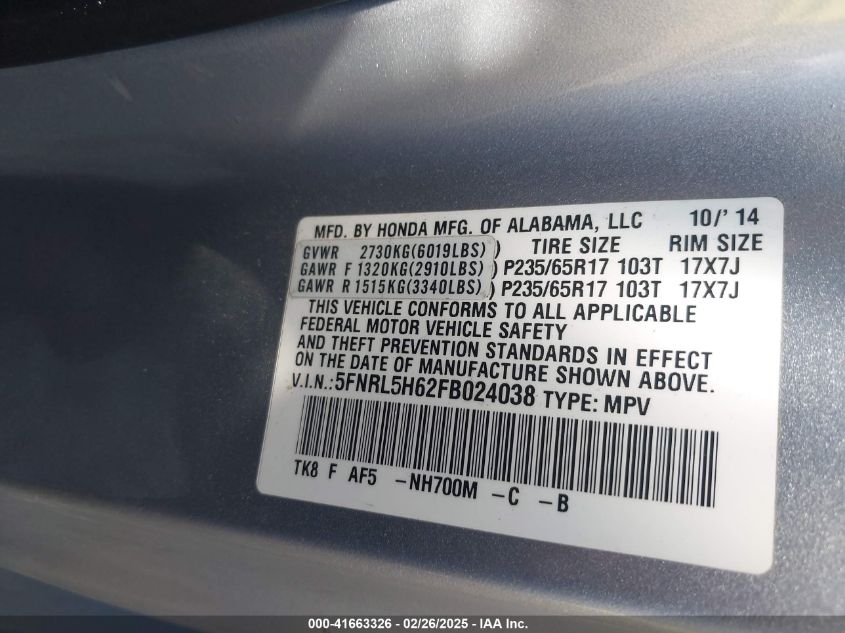 MFD. BY HONDA MFG. OF ALABAMA, LLC 10/'14
GVWR 2730KG(6019LBS) TIRE SIZE RIM SIZE
GAWR F 1320KG(2910LBS) P235/65R17 103T 17X7J
GAWR R 1515KG(3340LBS) P235/65R17 103T 17X7J
THIS VEHICLE CONFORMS TO ALL APPLICABLE
FEDERAL MOTOR VEHICLE SAFETY
AND THEFT PREVENTION STANDARDS IN EFFECT
ON THE DATE OF MANUFACTURE SHOWN ABOVE.
V.I.N.:5FNRL5H62FB024038 TYPE: MPV
TK8 F AF5 -NH700M -C -B
000-41663326 - 02/26/2025 - IAA Inc.